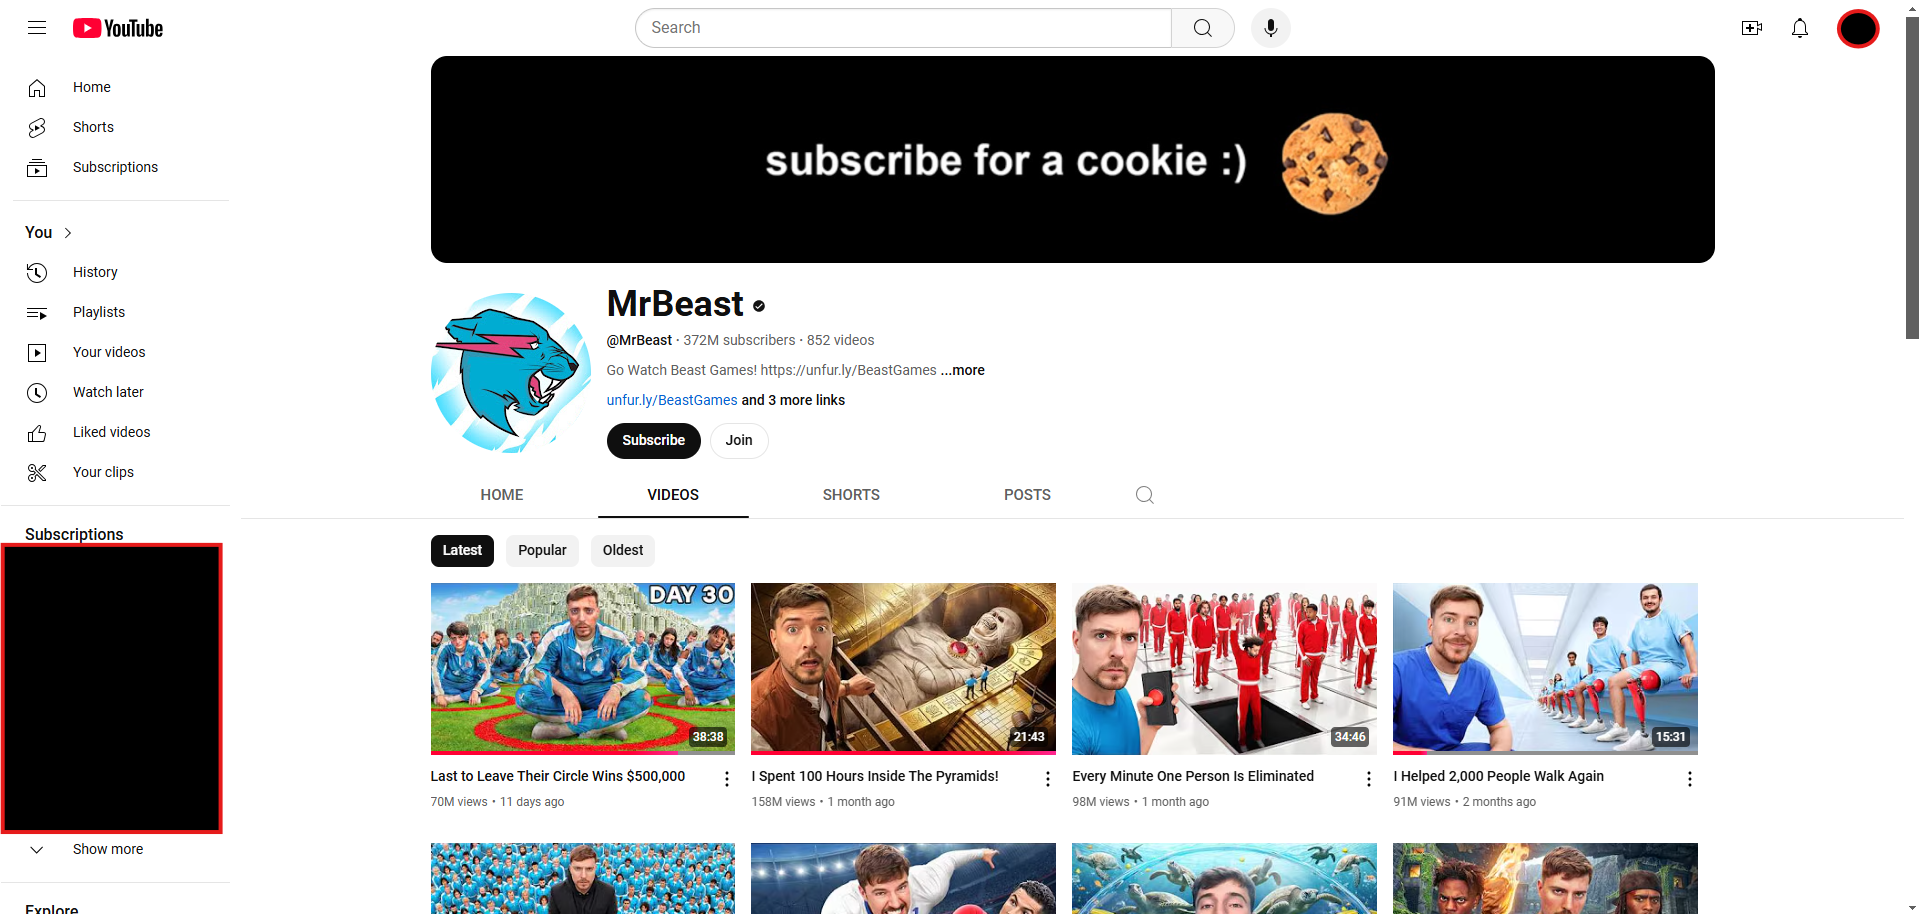 YouTube
Search
Home
Shorts
Subscriptions
You
History
Playlists
Your videos
Watch later
Liked videos
Your clips
Subscriptions
Show more
Explore
subscribe for a cookie :)
MrBeast
@MrBeast · 372M subscribers · 852 videos
Go Watch Beast Games! https://unfur.ly/BeastGames ...more
unfur.ly/BeastGames and 3 more links
Subscribe Join
HOME VIDEOS SHORTS POSTS
Latest Popular Oldest
DAY 30
38:38
Last to Leave Their Circle Wins $500,000
70M views • 11 days ago
21:43
I Spent 100 Hours Inside The Pyramids!
158M views • 1 month ago
34:46
Every Minute One Person Is Eliminated
98M views • 1 month ago
15:31
I Helped 2,000 People Walk Again
91M views • 2 months ago